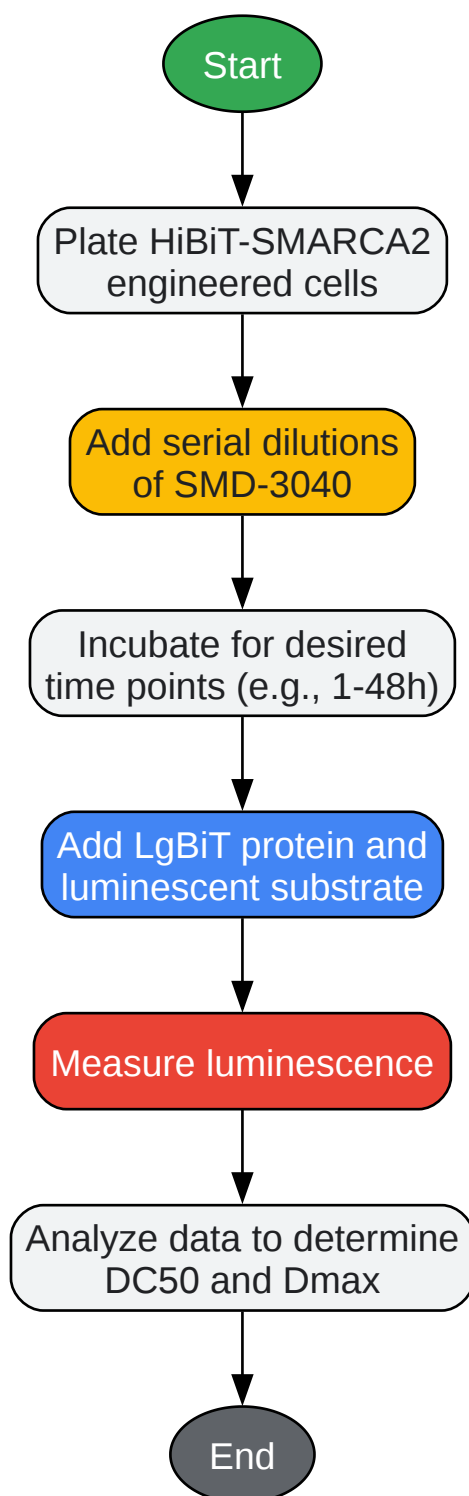 Start
Plate HiBiT-SMARCA2
engineered cells
Add serial dilutions
of SMD-3040
Incubate for desired
time points (e.g., 1-48h)
Add LgBiT protein and
luminescent substrate
Measure luminescence
Analyze data to determine
DC50 and Dmax
End